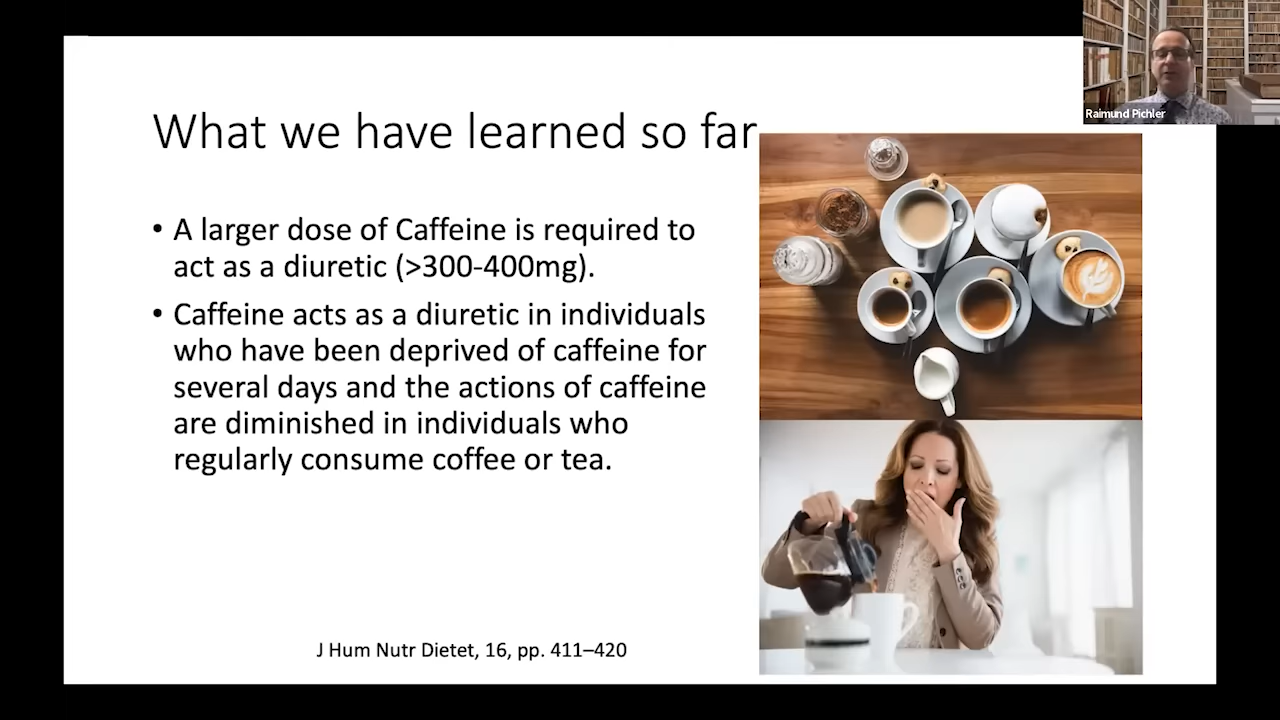 What we have learned so far
• A larger dose of Caffeine is required to
act as a diuretic (>300-400mg).
• Caffeine acts as a diuretic in individuals
who have been deprived of caffeine for
several days and the actions of caffeine
are diminished in individuals who
regularly consume coffee or tea.
J Hum Nutr Dietet, 16, pp. 411–420
Raimund Pichler